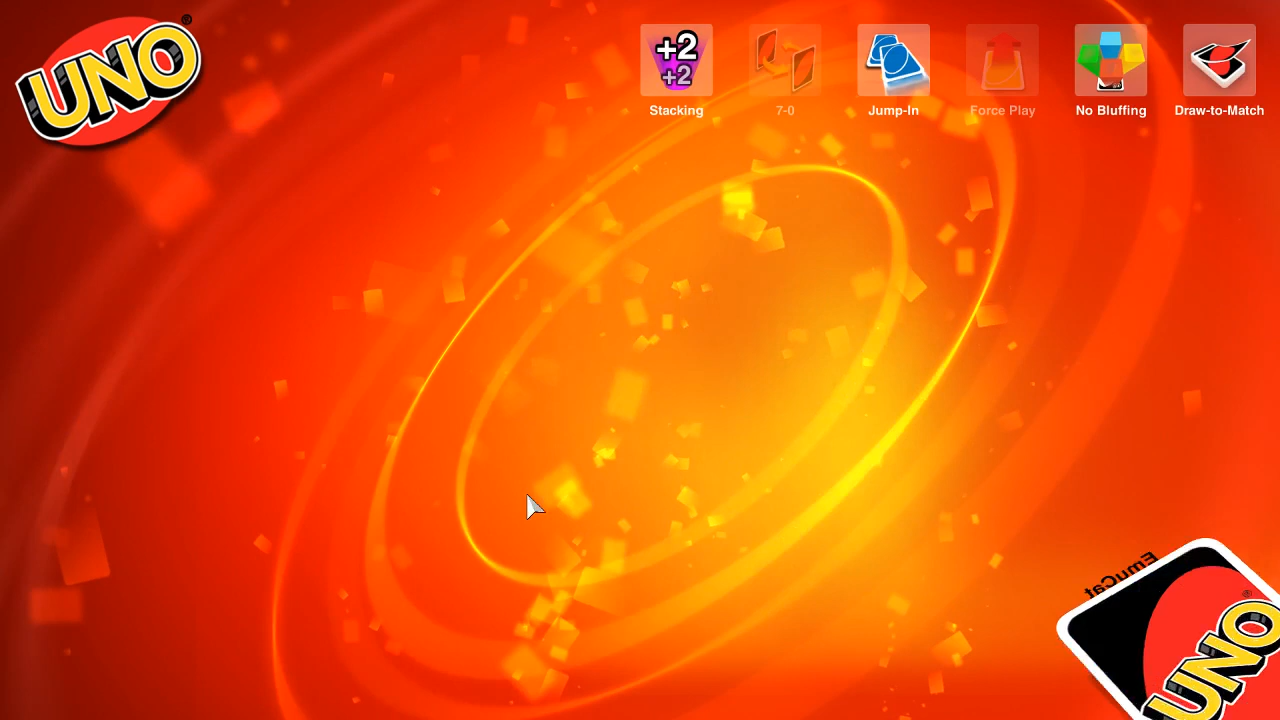 UNO®
+2
+2
Stacking
7-0
Jump-In
Force Play
No Bluffing
Draw-to-Match
EmuCat
UNO®